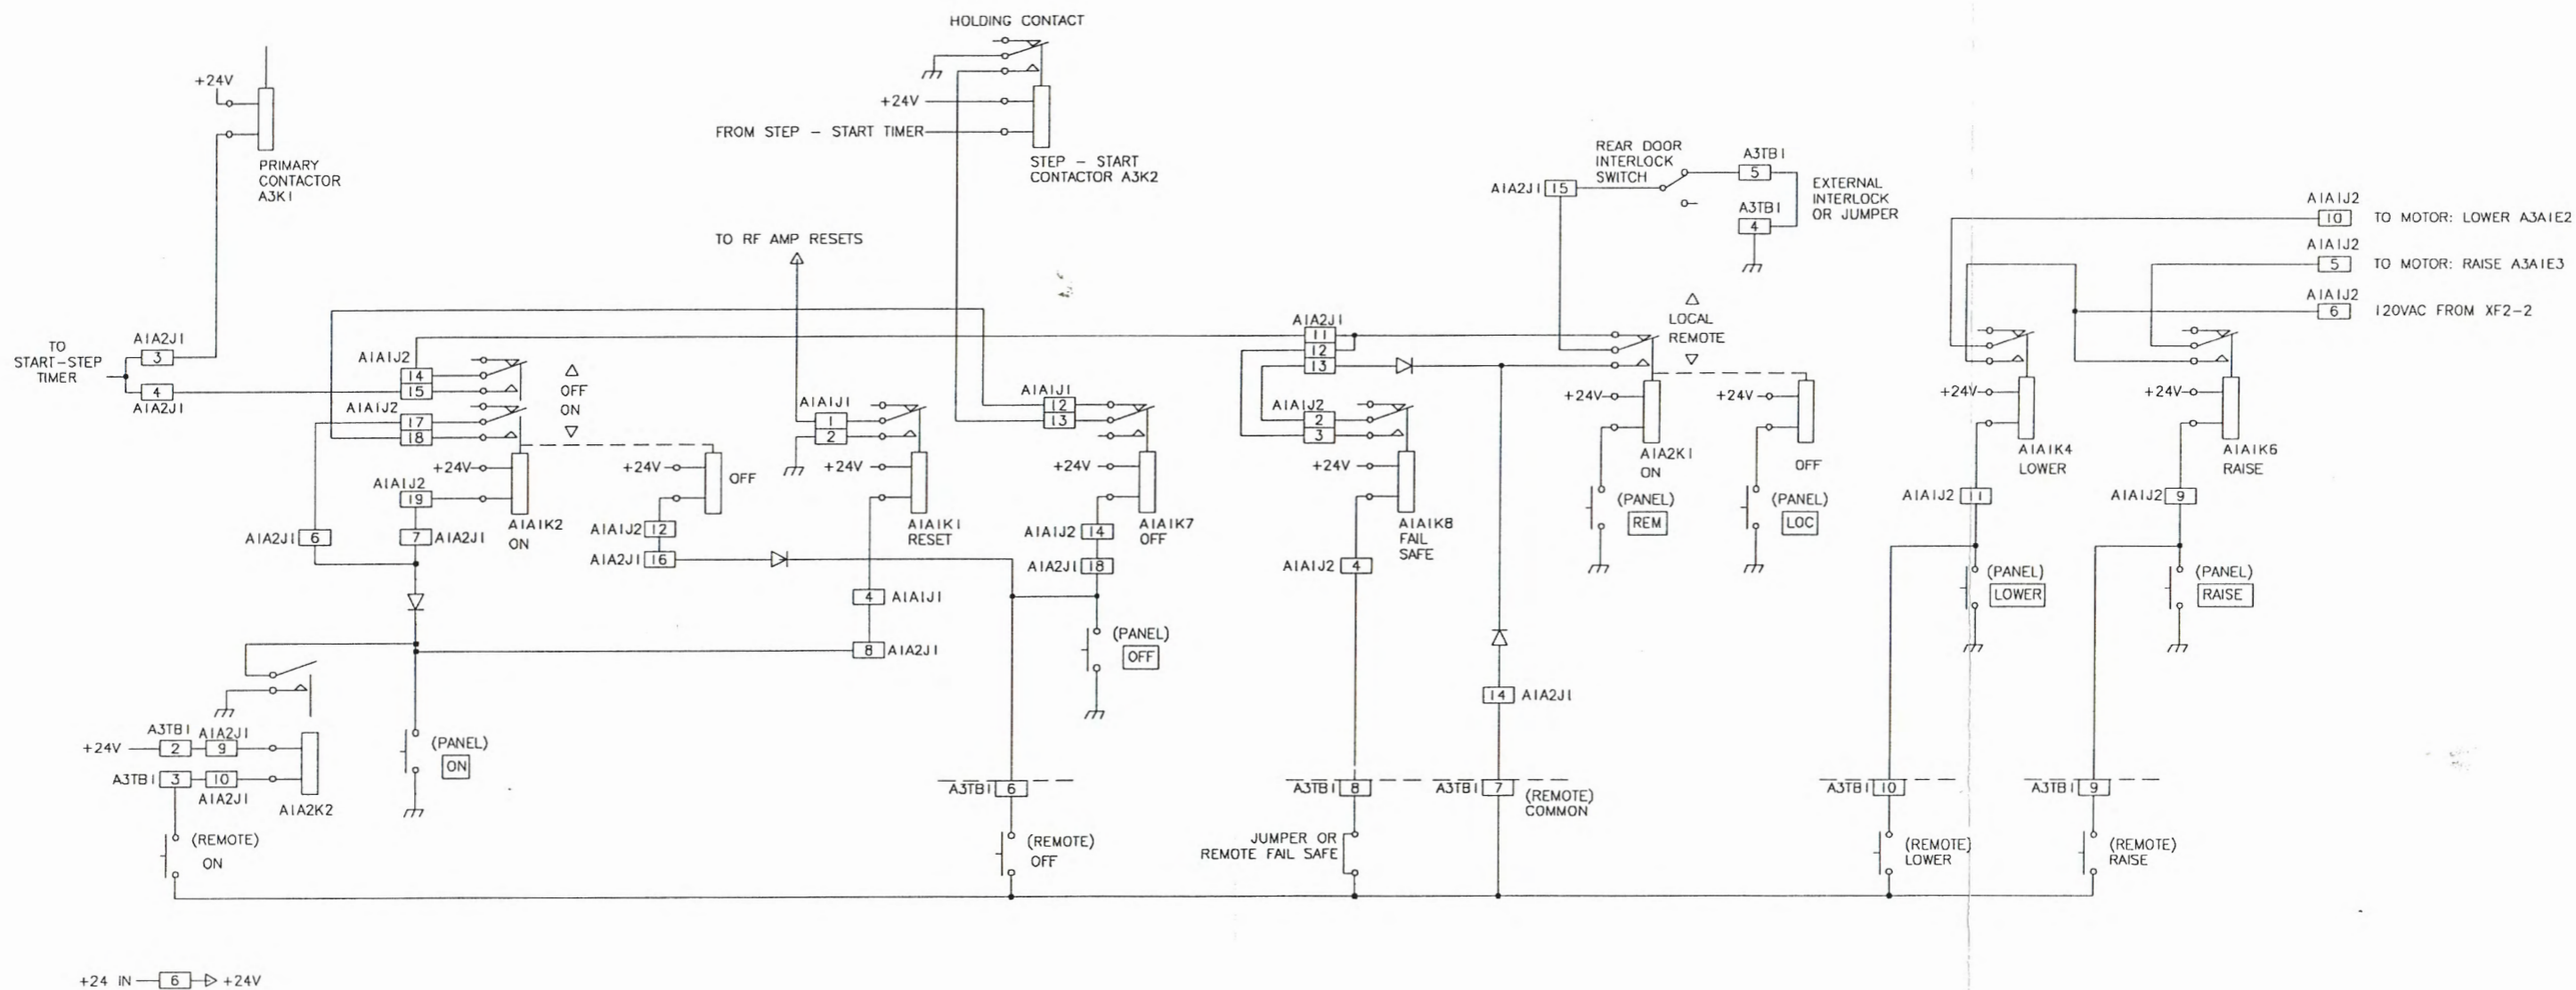 HOLDING CONTACT
+24V
PRIMARY
CONTACTOR
A3K1
+24V
FROM STEP - START TIMER
STEP - START
CONTACTOR A3K2
REAR DOOR
INTERLOCK
SWITCH
A3TB1
5
A1A2J1 15
A3TB1
4
EXTERNAL
INTERLOCK
OR JUMPER
A1A1J2
10 TO MOTOR: LOWER A3A1E2
A1A1J2
5 TO MOTOR: RAISE A3A1E3
A1A1J2
6 120VAC FROM XF2-2
TO RF AMP RESETS
LOCAL
REMOTE
TO
START-STEP
TIMER
A1A2J1
3
4
A1A2J1
A1A1J2
14
15
A1A1J2
17
18
OFF
ON
+24V
A1A1J2
19
A1A2J1 6
7 A1A2J1
A1A1K2
ON
+24V
OFF
A1A1J2 12
A1A2J1 16
A1A1J1
1
2
+24V
A1A1K1
RESET
4 A1A1J1
8 A1A2J1
A1A1J1
12
13
+24V
A1A1K7
OFF
A1A1J2 14
A1A2J1 18
(PANEL)
OFF
A1A2J1
11
12
13
A1A1J2
2
3
+24V
A1A1K8
FAIL
SAFE
A1A1J2 4
+24V
A1A2K1
ON
(PANEL)
REM
+24V
OFF
(PANEL)
LOC
14 A1A2J1
+24V
A1A1K4
LOWER
A1A1J2 11
(PANEL)
LOWER
+24V
A1A1K6
RAISE
A1A1J2 9
(PANEL)
RAISE
A3TB1 A1A2J1
+24V 2 9
A3TB1 3 10
A1A2J1
A1A2K2
(PANEL)
ON
(REMOTE)
ON
A3TB1 6
(REMOTE)
OFF
A3TB1 8
JUMPER OR
REMOTE FAIL SAFE
A3TB1 7 (REMOTE)
COMMON
A3TB1 10
(REMOTE)
LOWER
A3TB1 9
(REMOTE)
RAISE
+24 IN 6 +24V